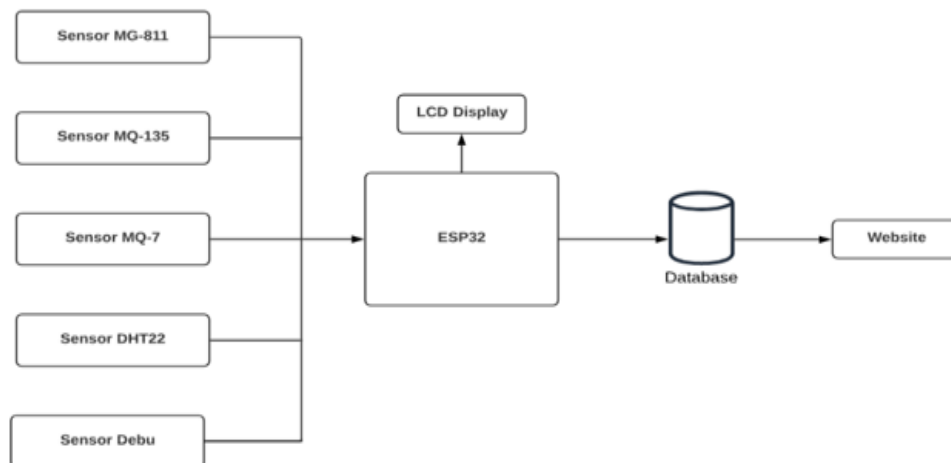 Sensor MG-811
Sensor MQ-135
Sensor MQ-7
Sensor DHT22
Sensor Debu
LCD Display
ESP32
Database
Website